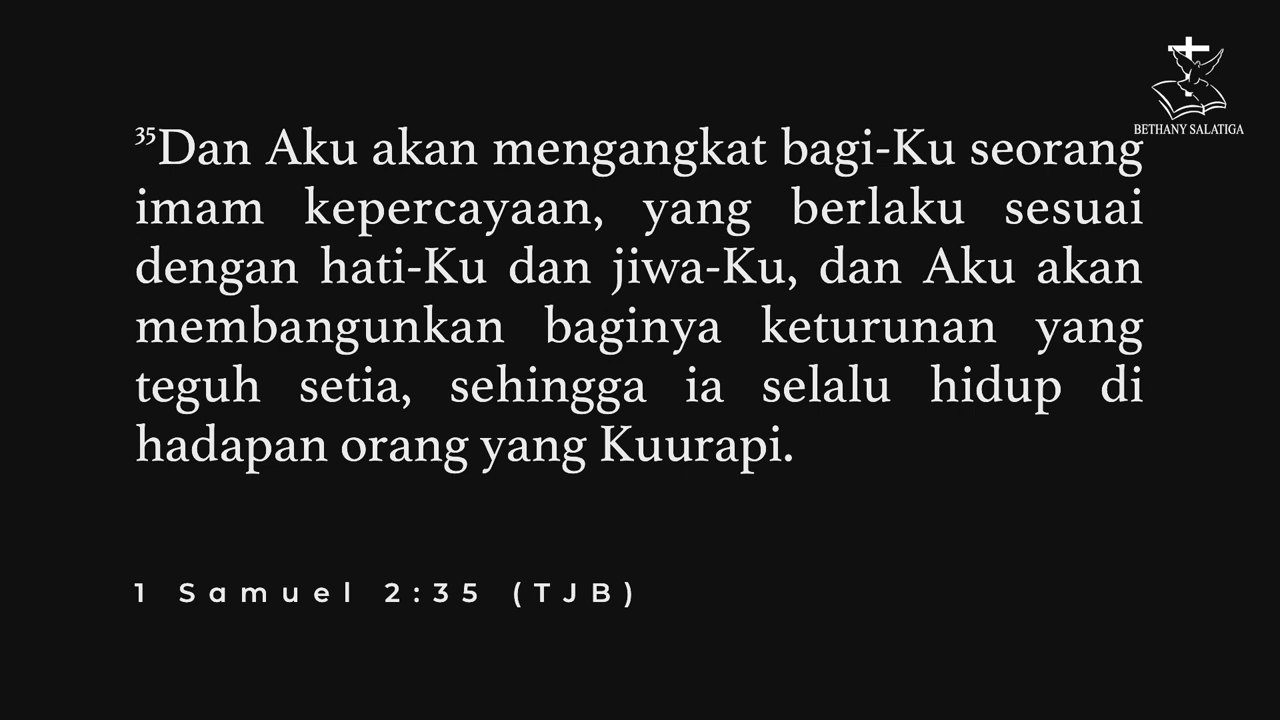 BETHANY SALATIGA
³⁵Dan Aku akan mengangkat bagi-Ku seorang
imam kepercayaan, yang berlaku sesuai
dengan hati-Ku dan jiwa-Ku, dan Aku akan
membangunkan baginya keturunan yang
teguh setia, sehingga ia selalu hidup di
hadapan orang yang Kuurapi.
1 Samuel 2:35 (TJB)